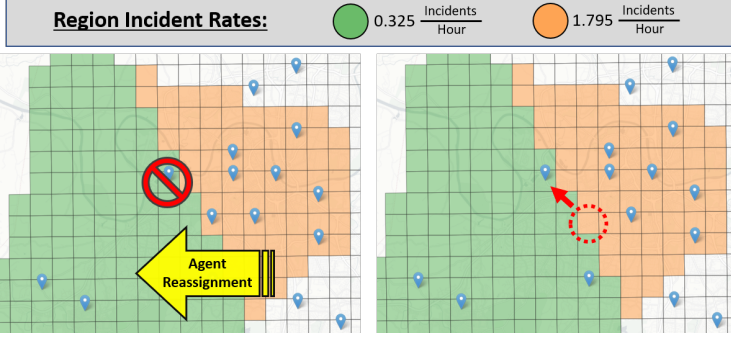 Region Incident Rates:
0.325 Incidents
Hour
1.795 Incidents
Hour
Agent
Reassignment